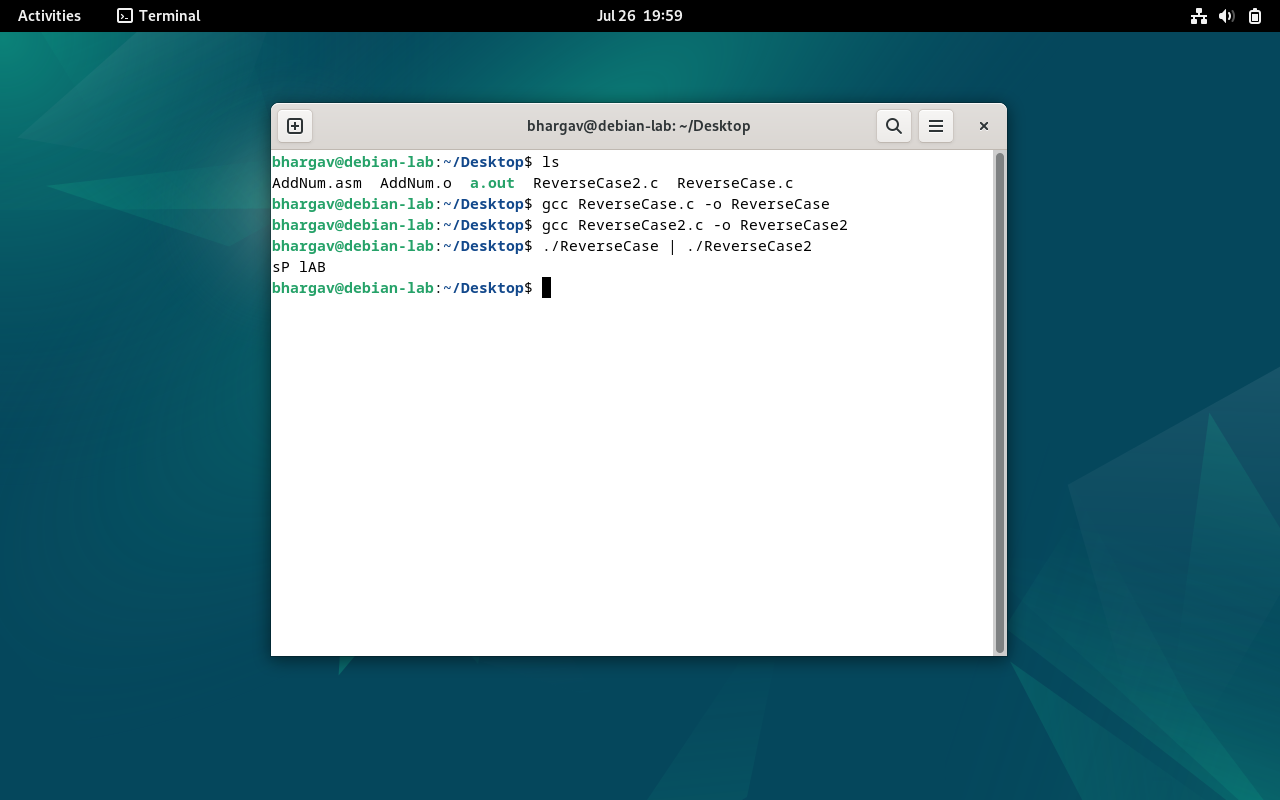 Activities Terminal Jul 26 19:59
bhargav@debian-lab: ~/Desktop
bhargav@debian-lab:~/Desktop$ ls
AddNum.asm  AddNum.o  a.out  ReverseCase2.c  ReverseCase.c
bhargav@debian-lab:~/Desktop$ gcc ReverseCase.c -o ReverseCase
bhargav@debian-lab:~/Desktop$ gcc ReverseCase2.c -o ReverseCase2
bhargav@debian-lab:~/Desktop$ ./ReverseCase | ./ReverseCase2
sP lAB
bhargav@debian-lab:~/Desktop$